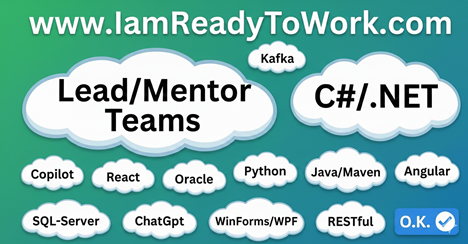 www.IamReadyToWork.com
Kafka
Lead/Mentor
Teams
C#/.NET
Copilot
React
Oracle
Python
Java/Maven
Angular
SQL-Server
ChatGpt
WinForms/WPF
RESTful
O.K.